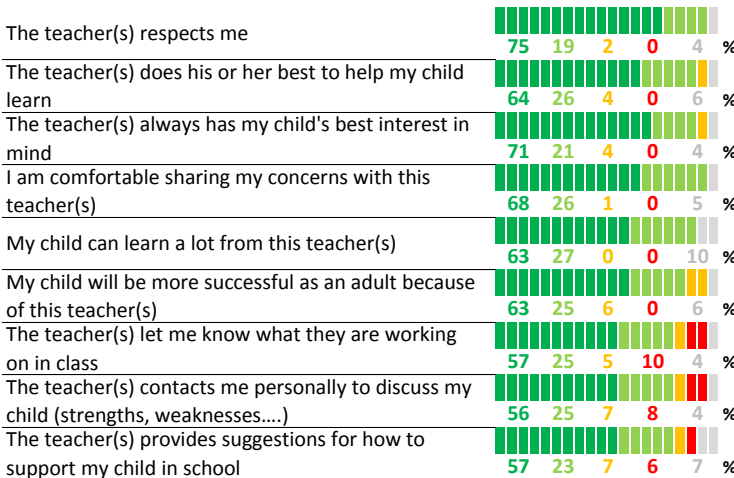 The teacher(s) respects me
75 19 2 0 4 %
The teacher(s) does his or her best to help my child
learn
64 26 4 0 6 %
The teacher(s) always has my child's best interest in
mind
71 21 4 0 4 %
I am comfortable sharing my concerns with this
teacher(s)
68 26 1 0 5 %
My child can learn a lot from this teacher(s)
63 27 0 0 10 %
My child will be more successful as an adult because
of this teacher(s)
63 25 6 0 6 %
The teacher(s) let me know what they are working
on in class
57 25 5 10 4 %
The teacher(s) contacts me personally to discuss my
child (strengths, weaknesses....)
56 25 7 8 4 %
The teacher(s) provides suggestions for how to
support my child in school
57 23 7 6 7 %